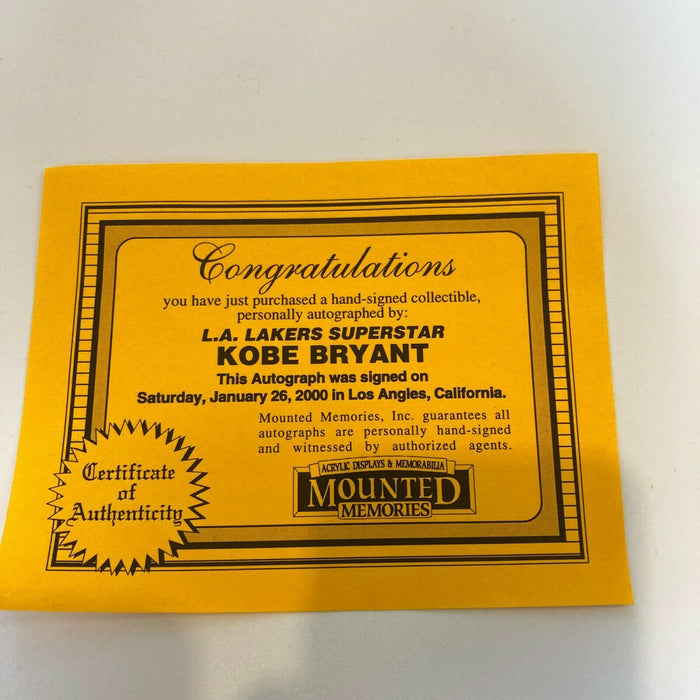 Congratulations
you have just purchased a hand-signed collectible,
personally autographed by:
L.A. LAKERS SUPERSTAR
KOBE BRYANT
This Autograph was signed on
Saturday, January 26, 2000 in Los Angles, California.
Mounted Memories, Inc. guarantees all
autographs are personally hand-signed
and witnessed by authorized agents.
Certificate
of
Authenticity
ACRYLIC DISPLAYS & MEMORABILIA
MOUNTED
MEMORIES